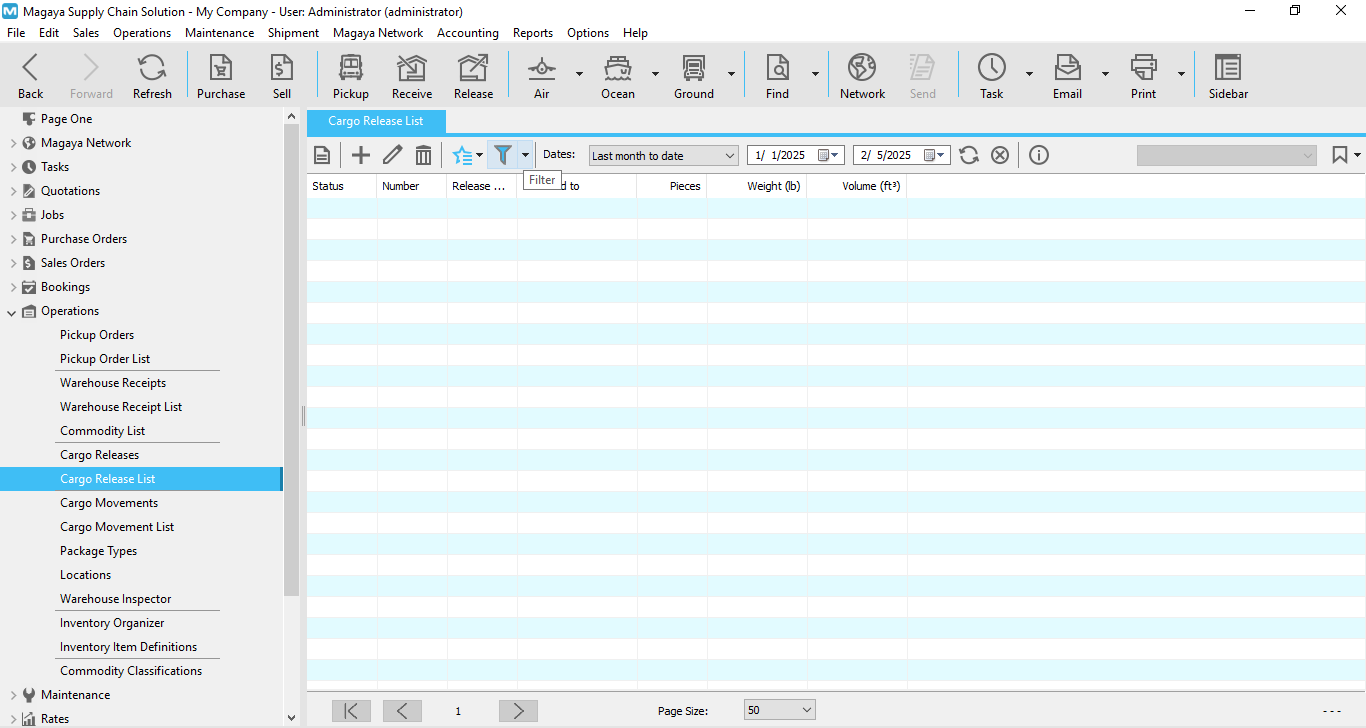 Magaya Supply Chain Solution - My Company - User: Administrator (administrator)
File Edit Sales Operations Maintenance Shipment Magaya Network Accounting Reports Options Help
Back Forward Refresh Purchase Sell Pickup Receive Release Air Ocean Ground Find Network Send Task Email Print Sidebar
Page One
Magaya Network
Tasks
Quotations
Jobs
Purchase Orders
Sales Orders
Bookings
Operations
Pickup Orders
Pickup Order List
Warehouse Receipts
Warehouse Receipt List
Commodity List
Cargo Releases
Cargo Release List
Cargo Movements
Cargo Movement List
Package Types
Locations
Warehouse Inspector
Inventory Organizer
Inventory Item Definitions
Commodity Classifications
Maintenance
Rates
Cargo Release List
Dates: Last month to date 1/ 1/2025 2/ 5/2025
Filter
Status Number Release ... d to Pieces Weight (lb) Volume (ft³)
1 Page Size: 50 - - -